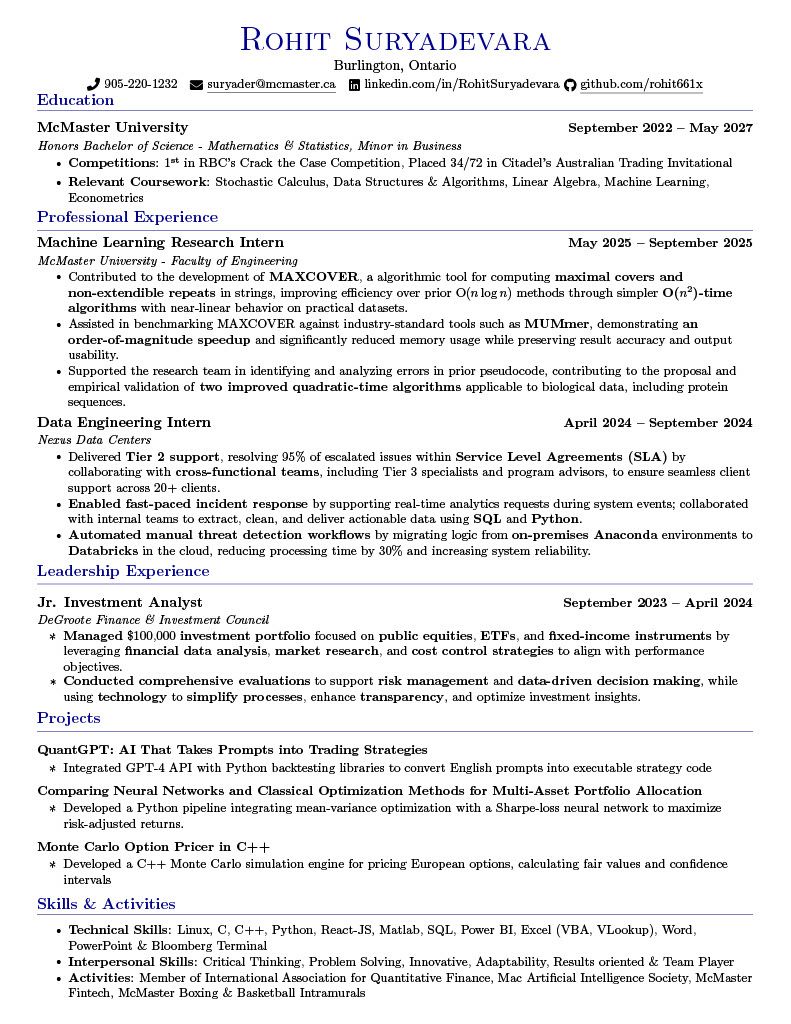 Rohit Suryadevara
Burlington, Ontario
905-220-1232 suryader@mcmaster.ca linkedin.com/in/RohitSuryadevara github.com/rohit661x
Education
McMaster University September 2022 – May 2027
Honors Bachelor of Science - Mathematics & Statistics, Minor in Business
• Competitions: 1st in RBC's Crack the Case Competition, Placed 34/72 in Citadel's Australian Trading Invitational
• Relevant Coursework: Stochastic Calculus, Data Structures & Algorithms, Linear Algebra, Machine Learning,
Econometrics
Professional Experience
Machine Learning Research Intern May 2025 – September 2025
McMaster University - Faculty of Engineering
• Contributed to the development of MAXCOVER, a algorithmic tool for computing maximal covers and
non-extendible repeats in strings, improving efficiency over prior O(n log n) methods through simpler O(n²)-time
algorithms with near-linear behavior on practical datasets.
• Assisted in benchmarking MAXCOVER against industry-standard tools such as MUMmer, demonstrating an
order-of-magnitude speedup and significantly reduced memory usage while preserving result accuracy and output
usability.
• Supported the research team in identifying and analyzing errors in prior pseudocode, contributing to the proposal and
empirical validation of two improved quadratic-time algorithms applicable to biological data, including protein
sequences.
Data Engineering Intern April 2024 – September 2024
Nexus Data Centers
• Delivered Tier 2 support, resolving 95% of escalated issues within Service Level Agreements (SLA) by
collaborating with cross-functional teams, including Tier 3 specialists and program advisors, to ensure seamless client
support across 20+ clients.
• Enabled fast-paced incident response by supporting real-time analytics requests during system events; collaborated
with internal teams to extract, clean, and deliver actionable data using SQL and Python.
• Automated manual threat detection workflows by migrating logic from on-premises Anaconda environments to
Databricks in the cloud, reducing processing time by 30% and increasing system reliability.
Leadership Experience
Jr. Investment Analyst September 2023 – April 2024
DeGroote Finance & Investment Council
* Managed $100,000 investment portfolio focused on public equities, ETFs, and fixed-income instruments by
leveraging financial data analysis, market research, and cost control strategies to align with performance
objectives.
* Conducted comprehensive evaluations to support risk management and data-driven decision making, while
using technology to simplify processes, enhance transparency, and optimize investment insights.
Projects
QuantGPT: AI That Takes Prompts into Trading Strategies
* Integrated GPT-4 API with Python backtesting libraries to convert English prompts into executable strategy code
Comparing Neural Networks and Classical Optimization Methods for Multi-Asset Portfolio Allocation
* Developed a Python pipeline integrating mean-variance optimization with a Sharpe-loss neural network to maximize
risk-adjusted returns.
Monte Carlo Option Pricer in C++
* Developed a C++ Monte Carlo simulation engine for pricing European options, calculating fair values and confidence
intervals
Skills & Activities
• Technical Skills: Linux, C, C++, Python, React-JS, Matlab, SQL, Power BI, Excel (VBA, VLookup), Word,
PowerPoint & Bloomberg Terminal
• Interpersonal Skills: Critical Thinking, Problem Solving, Innovative, Adaptability, Results oriented & Team Player
• Activities: Member of International Association for Quantitative Finance, Mac Artificial Intelligence Society, McMaster
Fintech, McMaster Boxing & Basketball Intramurals